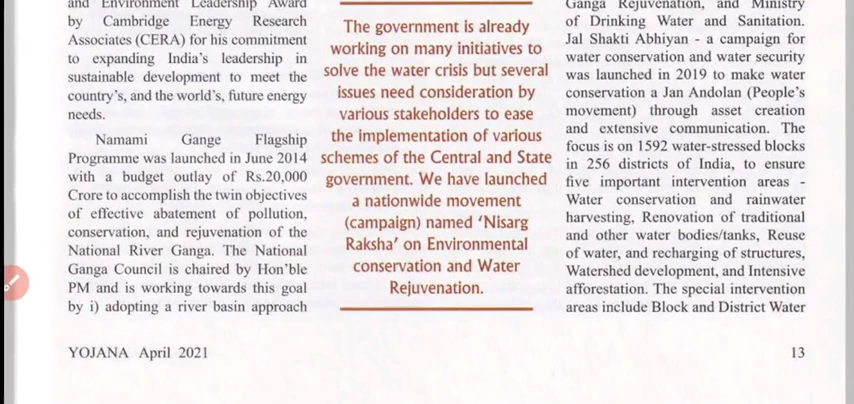 and Environment Leadership Award
by Cambridge Energy Research
Associates (CERA) for his commitment
to expanding India's leadership in
sustainable development to meet the
country's, and the world's, future energy
needs.
Namami Gange Flagship
Programme was launched in June 2014
with a budget outlay of Rs.20,000
Crore to accomplish the twin objectives
of effective abatement of pollution,
conservation, and rejuvenation of the
National River Ganga. The National
Ganga Council is chaired by Hon'ble
PM and is working towards this goal
by i) adopting a river basin approach
The government is already
working on many initiatives to
solve the water crisis but several
issues need consideration by
various stakeholders to ease
the implementation of various
schemes of the Central and State
government. We have launched
a nationwide movement
(campaign) named 'Nisarg
Raksha' on Environmental
conservation and Water
Rejuvenation.
Ganga Rejuvenation, and Ministry
of Drinking Water and Sanitation.
Jal Shakti Abhiyan - a campaign for
water conservation and water security
was launched in 2019 to make water
conservation a Jan Andolan (People's
movement) through asset creation
and extensive communication. The
focus is on 1592 water-stressed blocks
in 256 districts of India, to ensure
five important intervention areas -
Water conservation and rainwater
harvesting, Renovation of traditional
and other water bodies/tanks, Reuse
of water, and recharging of structures,
Watershed development, and Intensive
afforestation. The special intervention
areas include Block and District Water
YOJANA April 2021
13